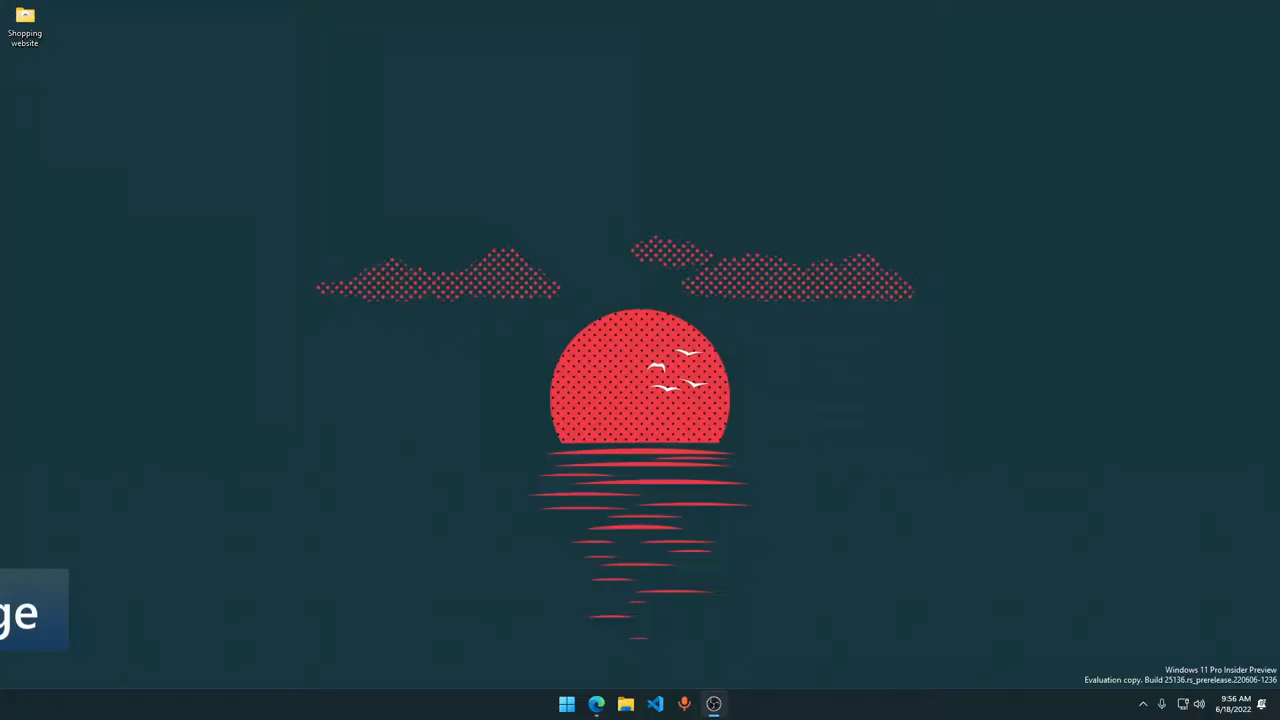 Shopping
website
ge
Windows 11 Pro Insider Preview
Evaluation copy. Build 25136.rs_prerelease.220606-1236
9:56 AM
6/18/2022